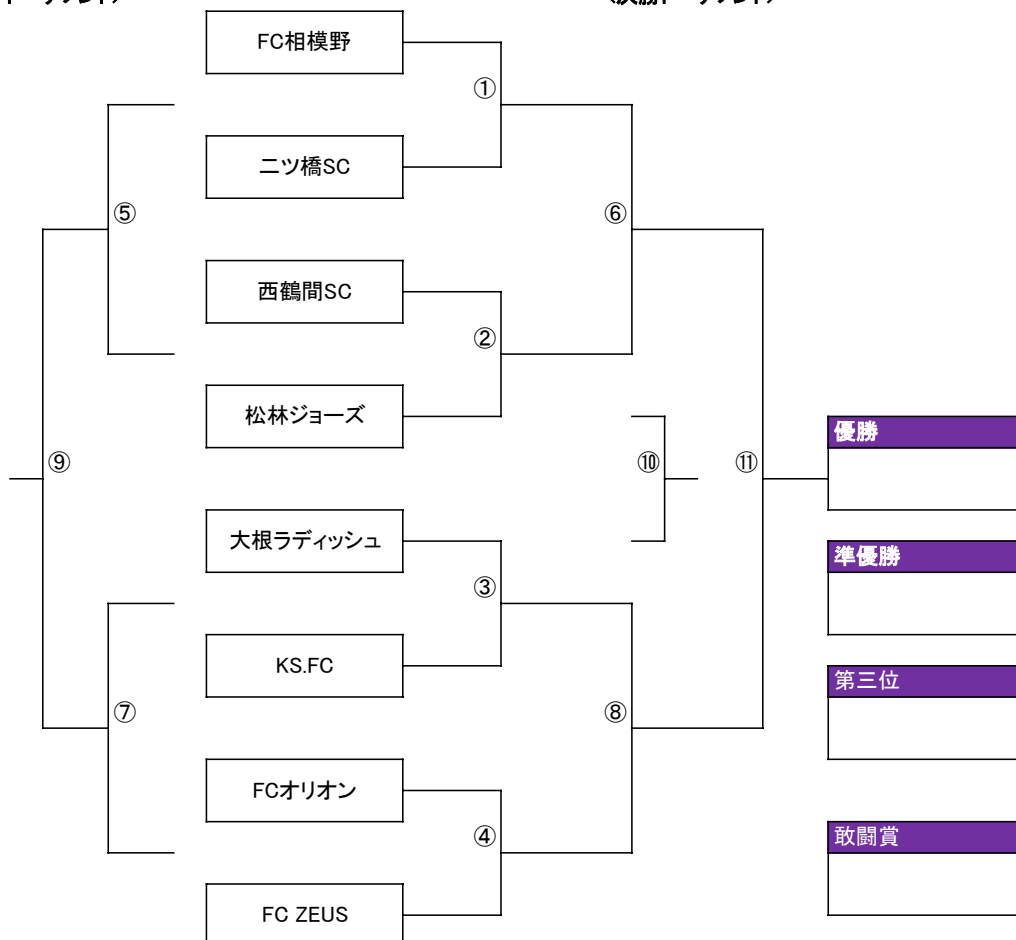 FC相模野
①
二ツ橋SC
⑤
⑥
西鶴間SC
②
松林ジョーズ
優勝
⑨
⑩
⑪
大根ラディッシュ
準優勝
③
KS.FC
第三位
⑦
⑧
FCオリオン
④
敢闘賞
FC ZEUS